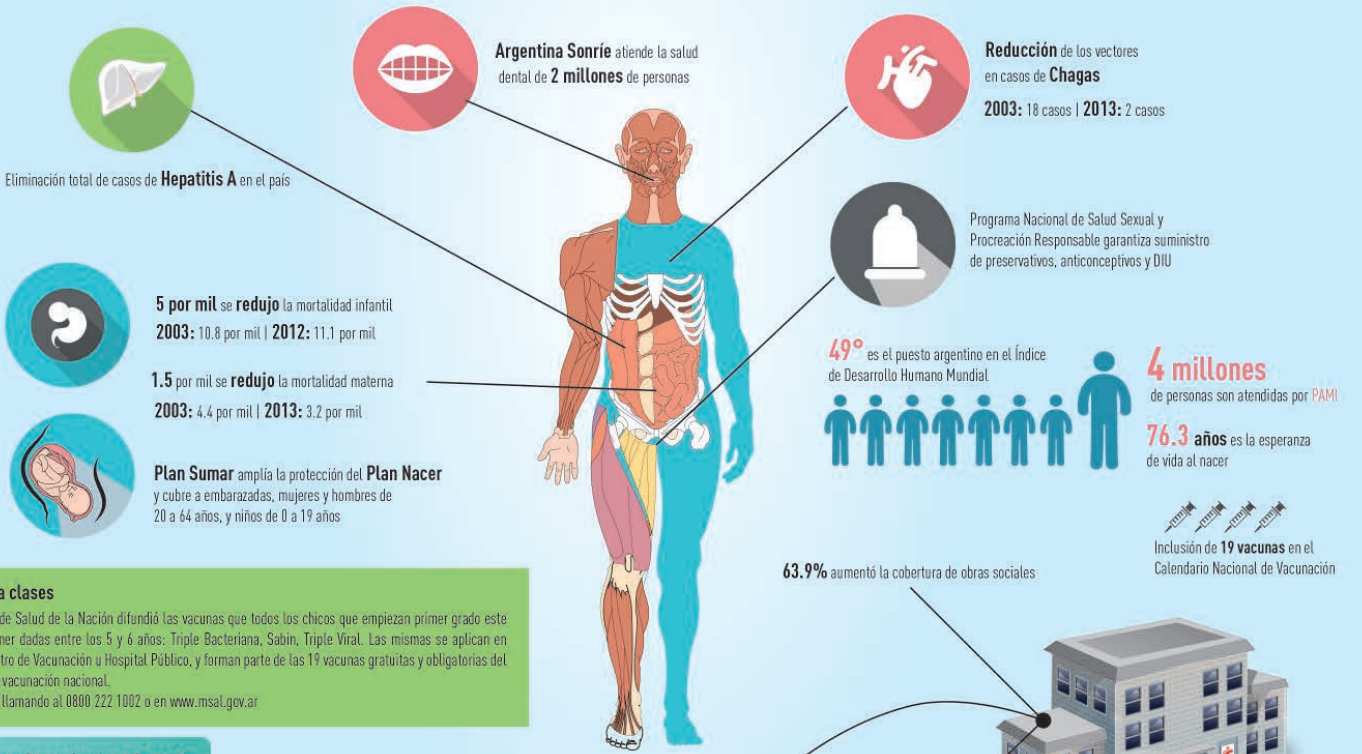 Argentina Sonríe atiende la salud
dental de 2 millones de personas
Reducción de los vectores
en casos de Chagas
2003: 18 casos | 2013: 2 casos
Eliminación total de casos de Hepatitis A en el país
Programa Nacional de Salud Sexual y
Procreación Responsable garantiza suministro
de preservativos, anticonceptivos y DIU
5 por mil se redujo la mortalidad infantil
2003: 10.8 por mil | 2012: 11.1 por mil
1.5 por mil se redujo la mortalidad materna
2003: 4.4 por mil | 2013: 3.2 por mil
Plan Sumar amplía la protección del Plan Nacer
y cubre a embarazadas, mujeres y hombres de
20 a 64 años, y niños de 0 a 19 años
49° es el puesto argentino en el Índice
de Desarrollo Humano Mundial
4 millones
de personas son atendidas por PAMI
76.3 años es la esperanza
de vida al nacer
Inclusión de 19 vacunas en el
Calendario Nacional de Vacunación
63.9% aumentó la cobertura de obras sociales
a clases
de Salud de la Nación difundió las vacunas que todos los chicos que empiezan primer grado este
ner dadas entre los 5 y 6 años: Triple Bacteriana, Sabin, Triple Viral. Las mismas se aplican en
tro de Vacunación u Hospital Público, y forman parte de las 19 vacunas gratuitas y obligatorias del
vacunación nacional.
llamando al 0800 222 1002 o en www.msal.gov.ar